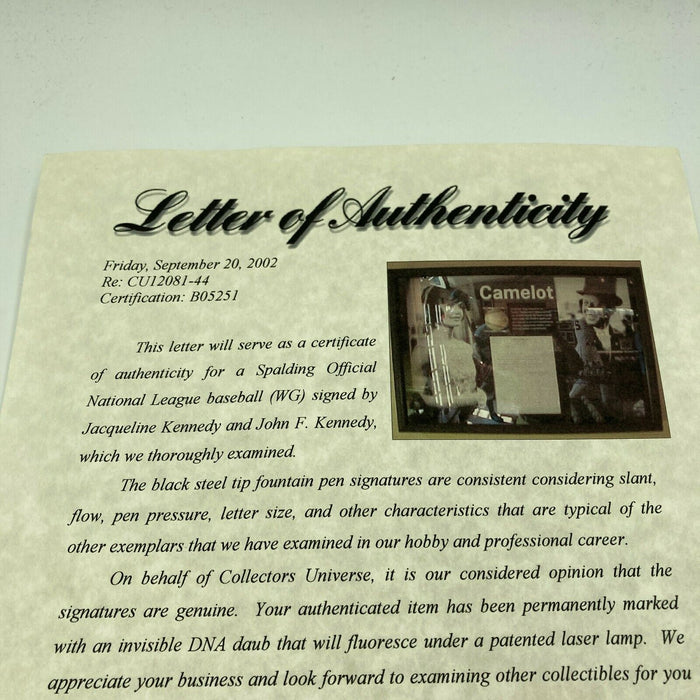 Letter of Authenticity
Friday, September 20, 2002
Re: CU12081-44
Certification: B05251
Camelot
This letter will serve as a certificate
of authenticity for a Spalding Official
National League baseball (WG) signed by
Jacqueline Kennedy and John F. Kennedy,
which we thoroughly examined.
The black steel tip fountain pen signatures are consistent considering slant,
flow, pen pressure, letter size, and other characteristics that are typical of the
other exemplars that we have examined in our hobby and professional career.
On behalf of Collectors Universe, it is our considered opinion that the
signatures are genuine. Your authenticated item has been permanently marked
with an invisible DNA daub that will fluoresce under a patented laser lamp. We
appreciate your business and look forward to examining other collectibles for you